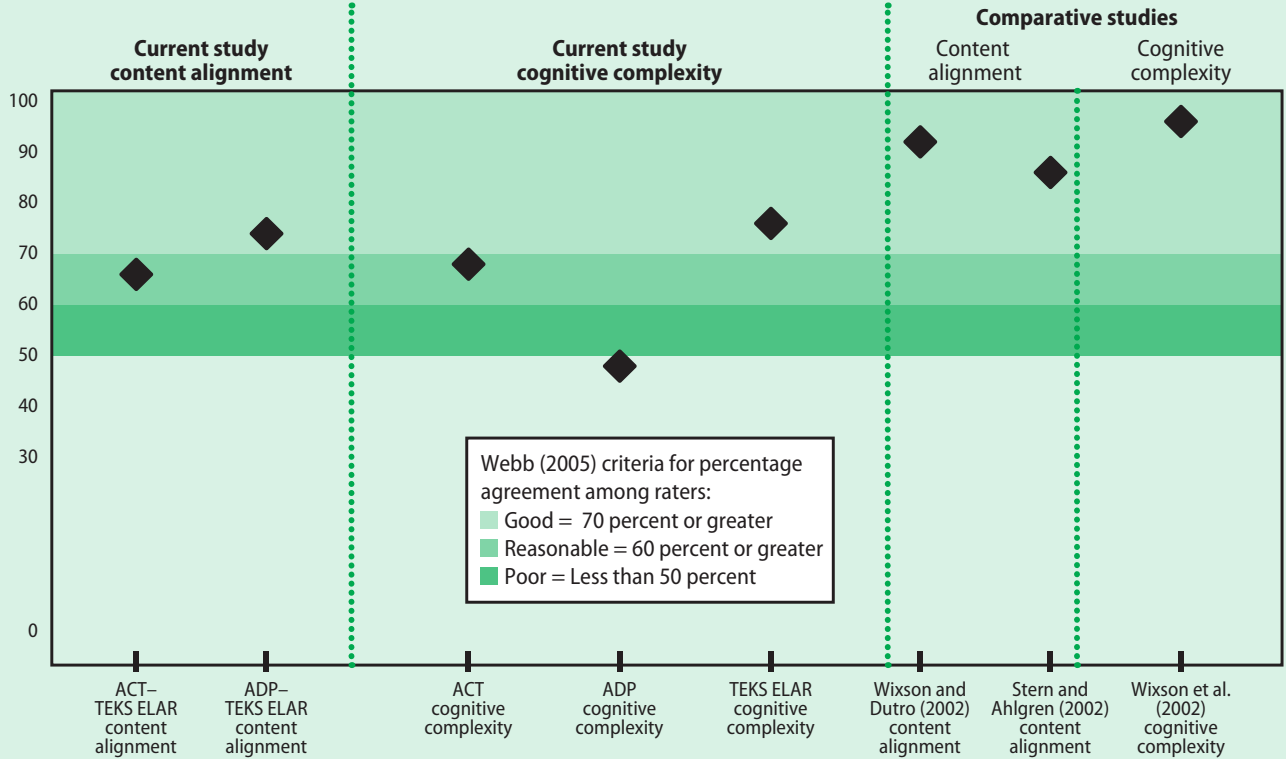 Comparative studies
Current study
content alignment
Current study
cognitive complexity
Content
alignment
Cognitive
complexity
100
90
80
70
60
50
40
30
0
Webb (2005) criteria for percentage
agreement among raters:
Good = 70 percent or greater
Reasonable = 60 percent or greater
Poor = Less than 50 percent
ACT–
TEKS ELAR
content
alignment
ADP–
TEKS ELAR
content
alignment
ACT
cognitive
complexity
ADP
cognitive
complexity
TEKS ELAR
cognitive
complexity
Wixson and
Dutro (2002)
content
alignment
Stern and
Ahlgren (2002)
content
alignment
Wixson et al.
(2002)
cognitive
complexity